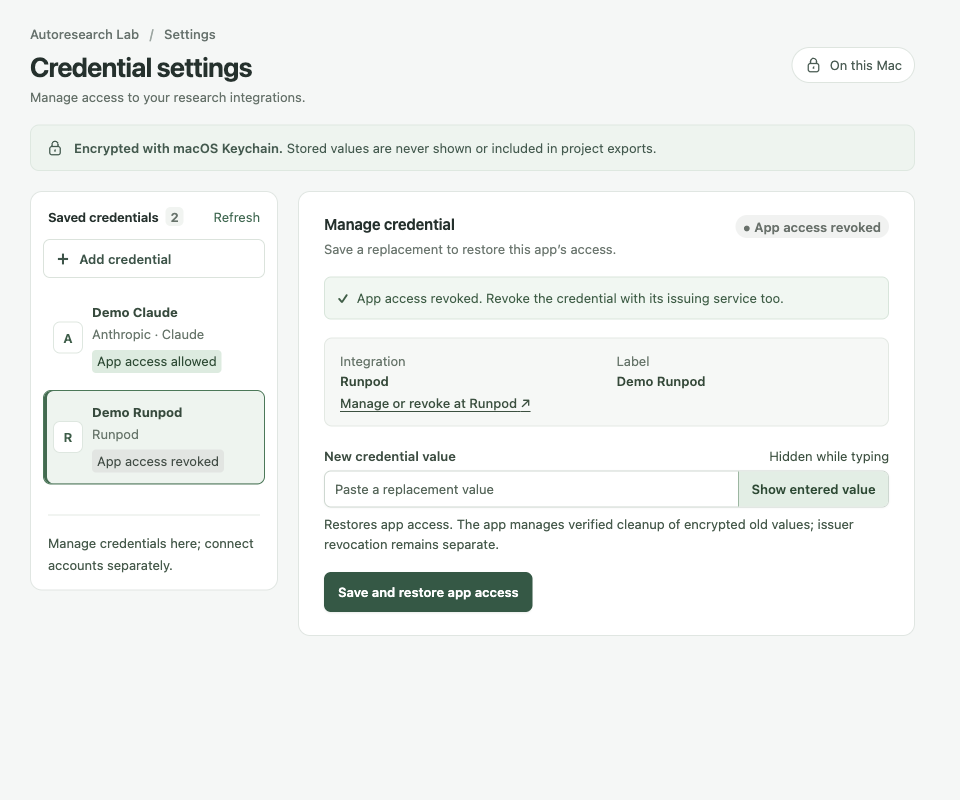 Autoresearch Lab / Settings
Credential settings
Manage access to your research integrations.
On this Mac
Encrypted with macOS Keychain. Stored values are never shown or included in project exports.
Saved credentials 2 Refresh
+ Add credential
A
Demo Claude
Anthropic · Claude
App access allowed
R
Demo Runpod
Runpod
App access revoked
Manage credentials here; connect
accounts separately.
Manage credential
• App access revoked
Save a replacement to restore this app’s access.
✓ App access revoked. Revoke the credential with its issuing service too.
Integration
Runpod
Manage or revoke at Runpod ↗
Label
Demo Runpod
New credential value
Hidden while typing
Paste a replacement value
Show entered value
Restores app access. The app manages verified cleanup of encrypted old values; issuer
revocation remains separate.
Save and restore app access